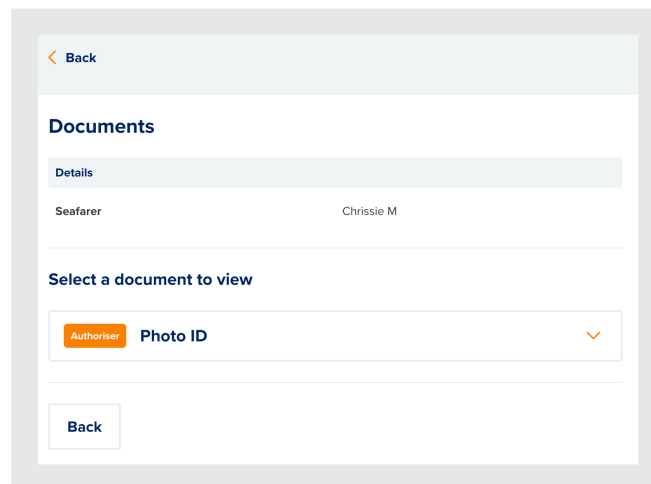 Back
Documents
Details
Seafarer Chrissie M
Select a document to view
Authoriser Photo ID
Back